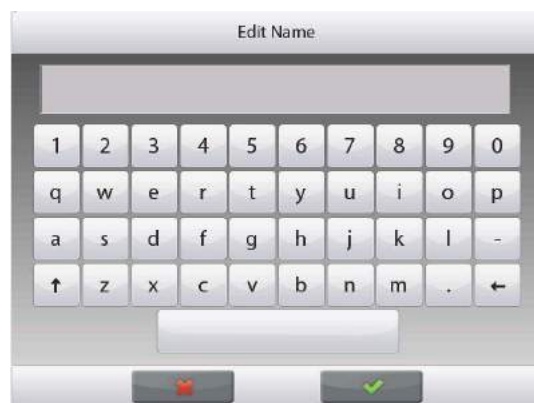 Edit Name
1 2 3 4 5 6 7 8 9 0
q w e r t y u i o p
a s d f g h j k l -
↑ z x c v b n m . ←